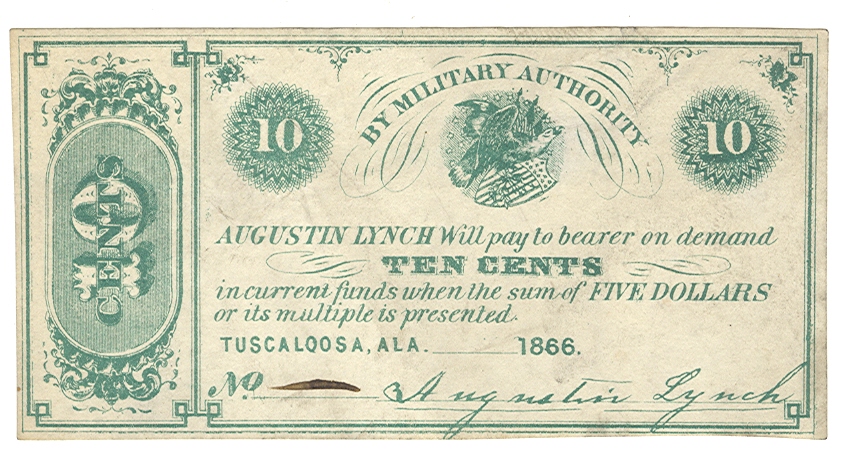 10 CENTS
BY MILITARY AUTHORITY
10 10
AUGUSTIN LYNCH Will pay to bearer on demand
TEN CENTS
in current funds when the sum of FIVE DOLLARS
or its multiple is presented.
TUSCALOOSA, ALA. 1866.
No
Augustin Lynch